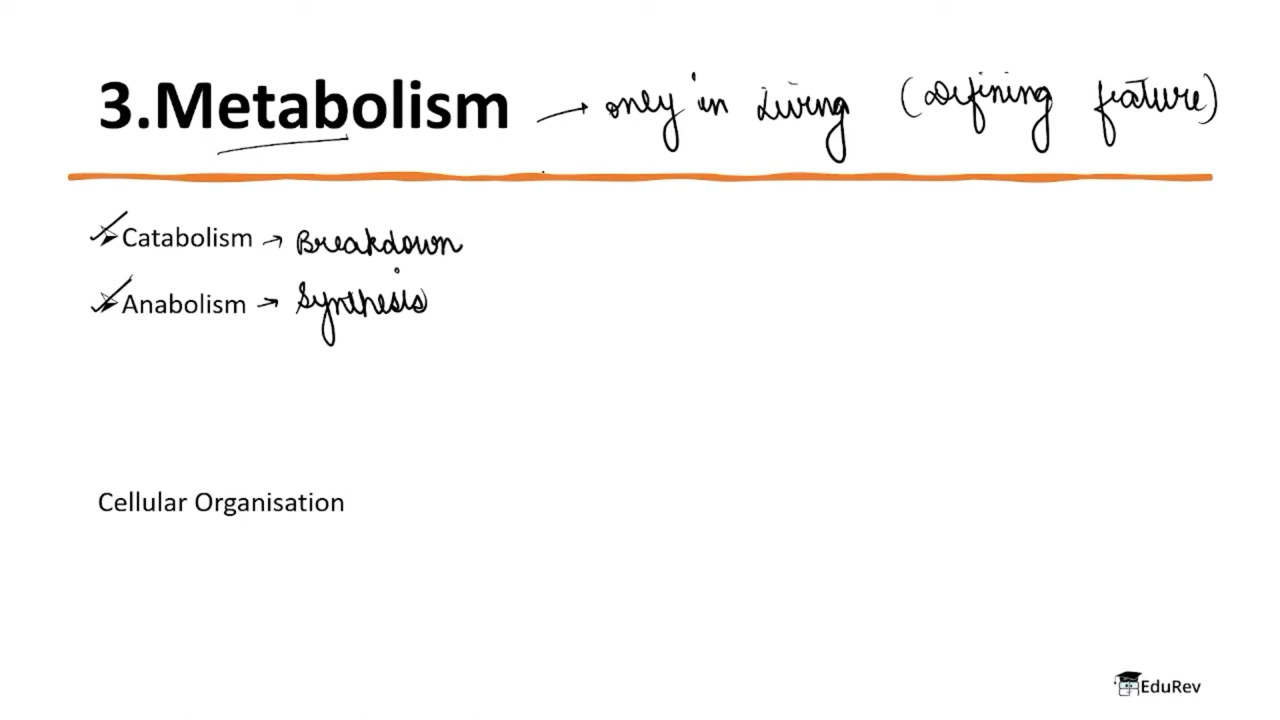 3.Metabolism → only in Living (Defining feature)
Catabolism → Breakdown
Anabolism → Synthesis
Cellular Organisation
EduRev